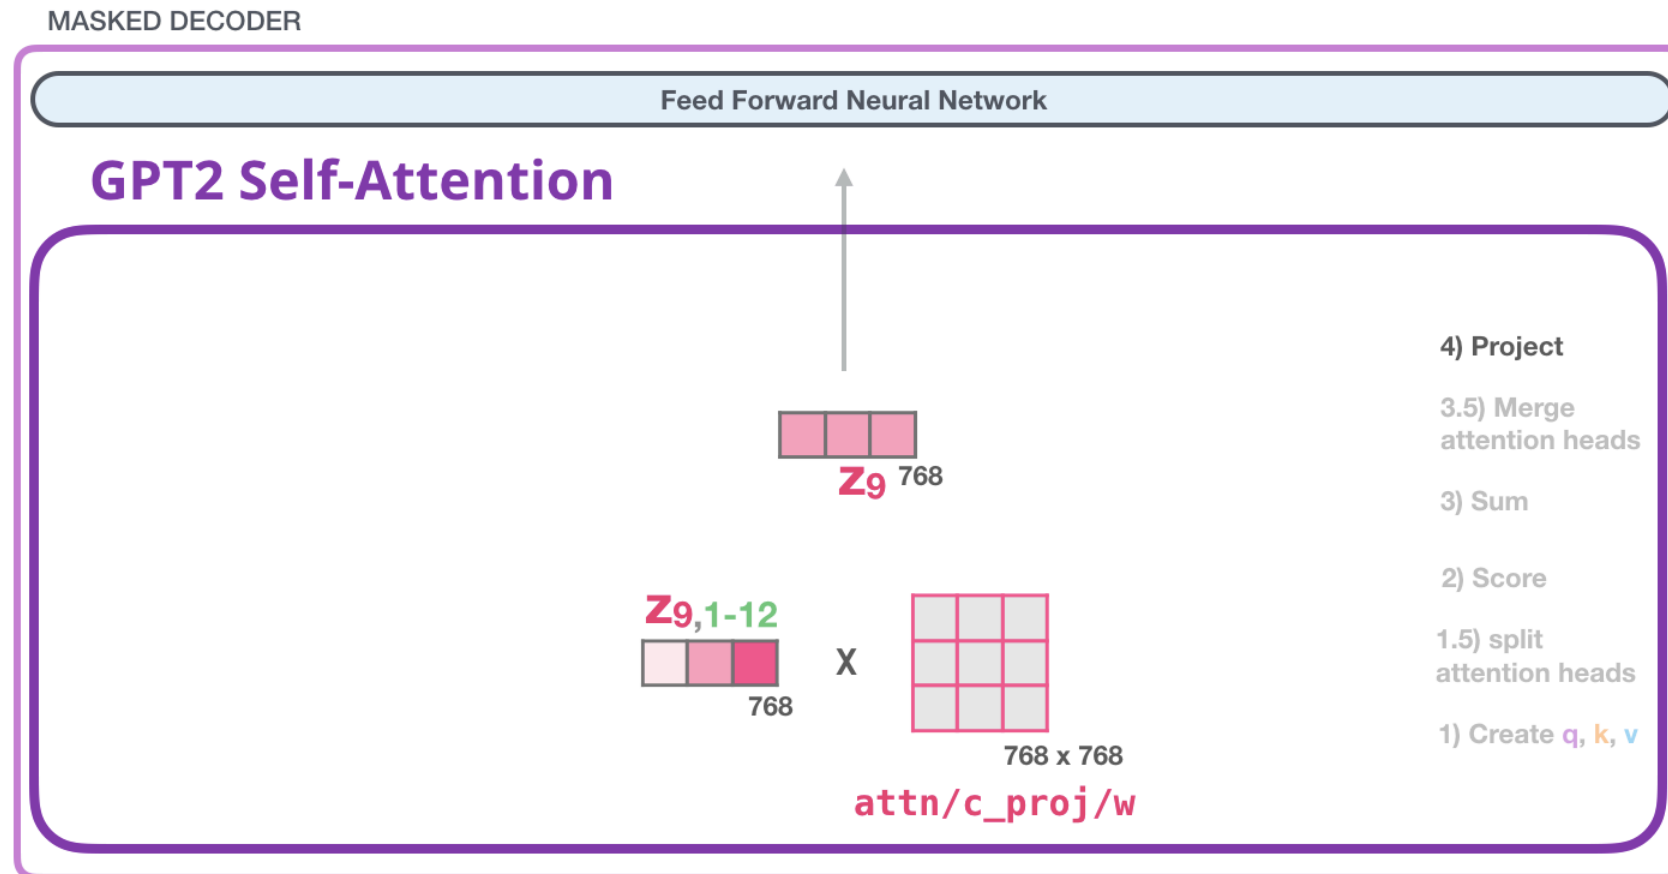 MASKED DECODER
Feed Forward Neural Network
GPT2 Self-Attention
4) Project
3.5) Merge
attention heads
3) Sum
2) Score
1.5) split
attention heads
1) Create q, k, v
z9 768
z9,1-12
X
768
768 x 768
attn/c_proj/w